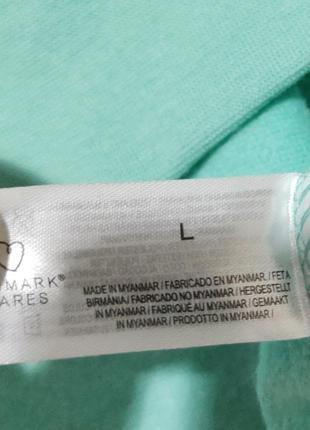 L
MARK®
ARES
MADE IN MYANMAR / FABRICADO EN MYANMAR / FETA
BIRMÀNIA / FABRICADO NO MYANMAR / HERGESTELLT
IN MYANMAR / FABRIQUÉ AU MYANMAR / GEMAAKT
IN MYANMAR / PRODOTTO IN MYANMAR /